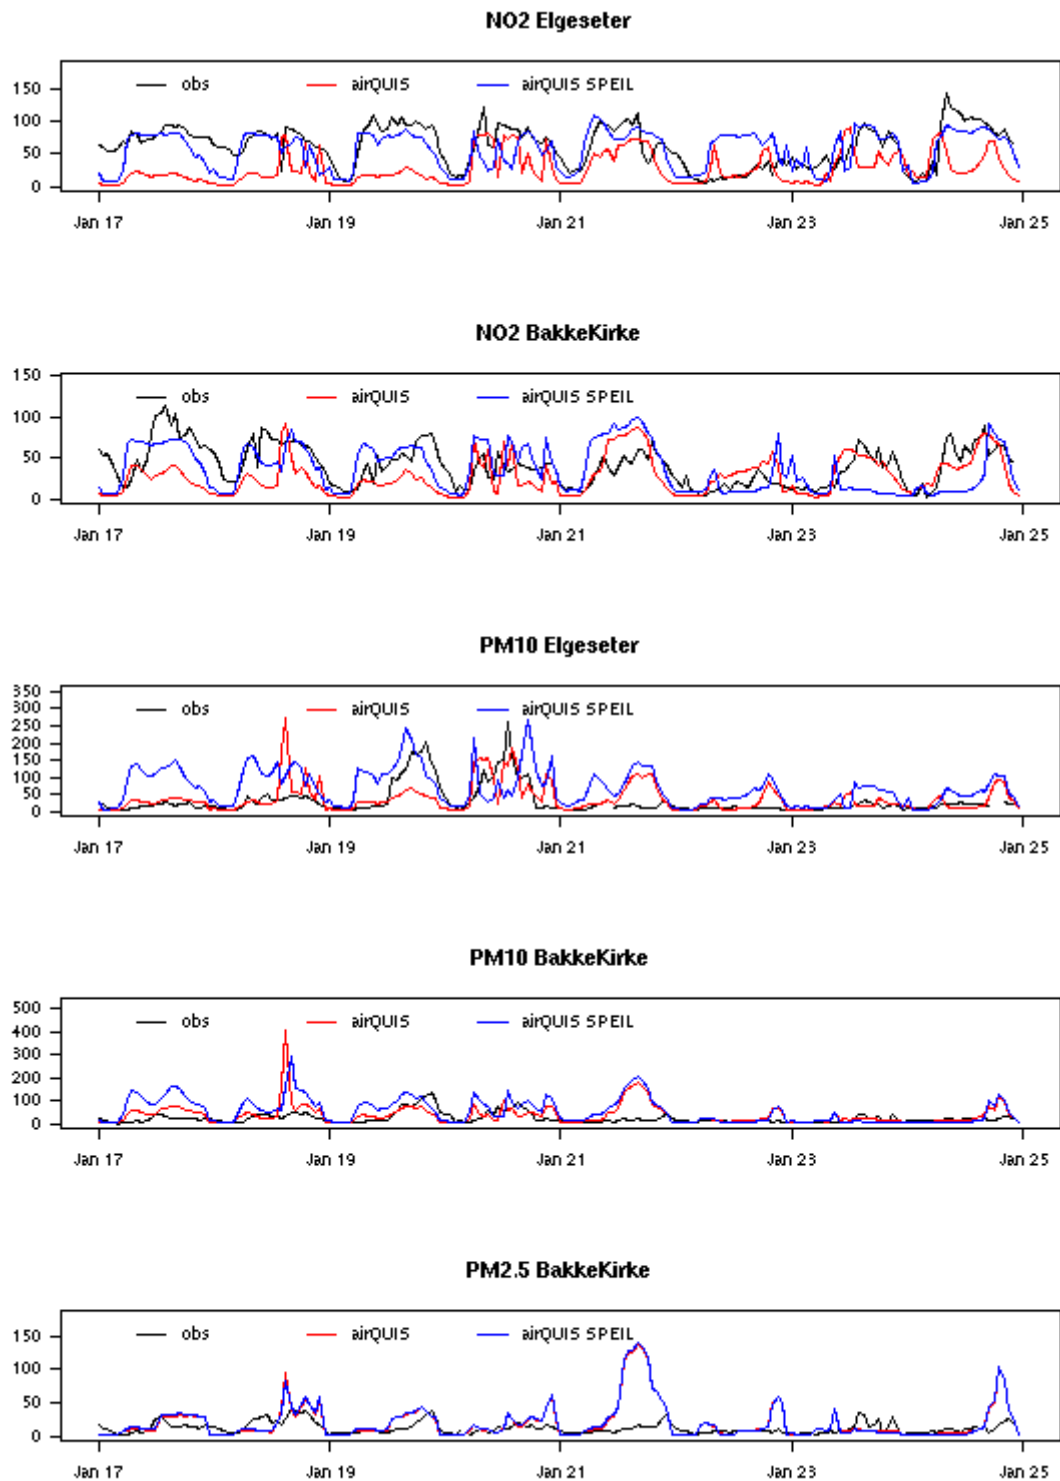 NO2 Elgeseter
obs airQUIS airQUIS SPEIL
150
100
50
0
Jan 17 Jan 19 Jan 21 Jan 23 Jan 25
NO2 BakkeKirke
150
obs airQUIS airQUIS SPEIL
100
50
0
Jan 17 Jan 19 Jan 21 Jan 23 Jan 25
PM10 Elgeseter
350
300
obs airQUIS airQUIS SPEIL
250
200
150
100
50
0
Jan 17 Jan 19 Jan 21 Jan 23 Jan 25
PM10 BakkeKirke
500
obs airQUIS airQUIS SPEIL
400
300
200
100
0
Jan 17 Jan 19 Jan 21 Jan 23 Jan 25
PM2.5 BakkeKirke
obs airQUIS airQUIS SPEIL
150
100
50
0
Jan 17 Jan 19 Jan 21 Jan 23 Jan 25